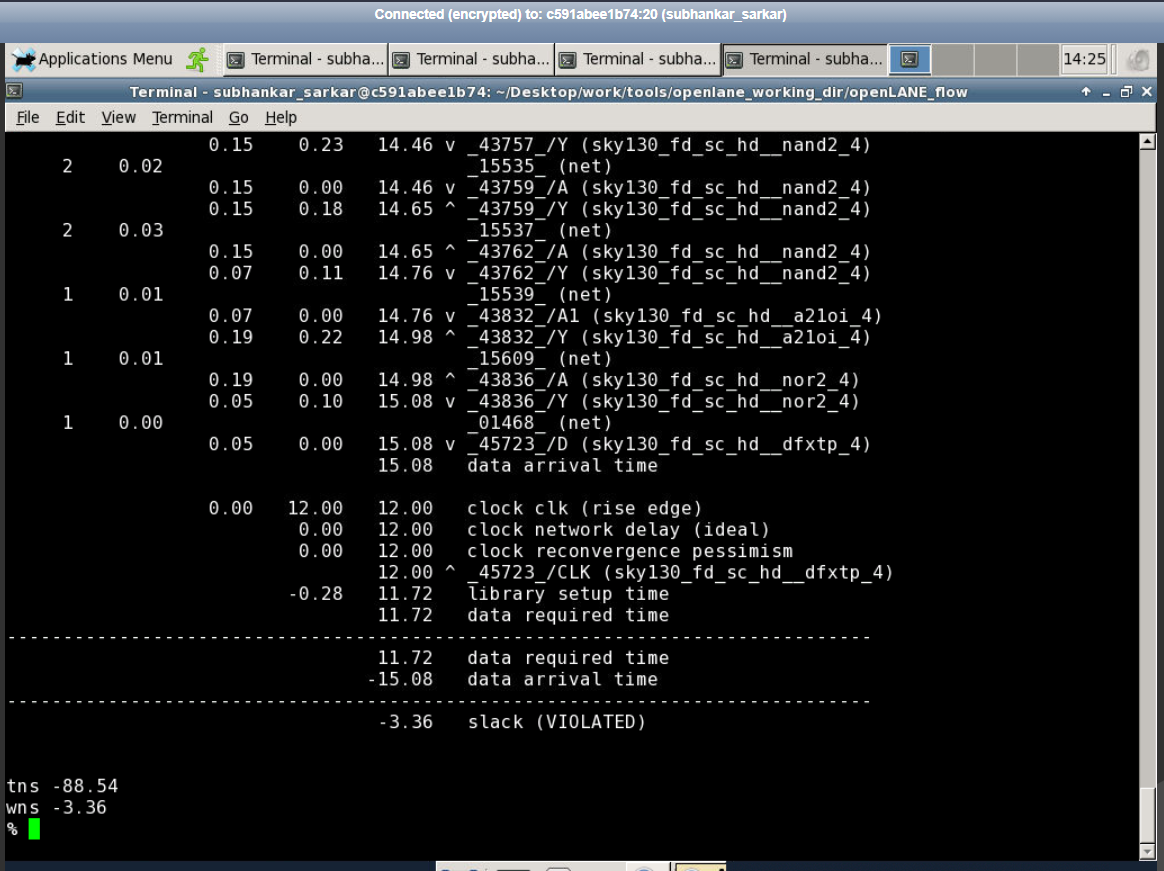 Connected (encrypted) to: c591abee1b74:20 (subhankar_sarkar)
Applications Menu Terminal - subha... Terminal - subha... Terminal - subha... Terminal - subha... 14:25
Terminal - subhankar_sarkar@c591abee1b74: ~/Desktop/work/tools/openlane_working_dir/openLANE_flow
File Edit View Terminal Go Help
0.15 0.23 14.46 v _43757_/Y (sky130_fd_sc_hd__nand2_4)
2 0.02 _15535_ (net)
0.15 0.00 14.46 v _43759_/A (sky130_fd_sc_hd__nand2_4)
0.15 0.18 14.65 ^ _43759_/Y (sky130_fd_sc_hd__nand2_4)
2 0.03 _15537_ (net)
0.15 0.00 14.65 ^ _43762_/A (sky130_fd_sc_hd__nand2_4)
0.07 0.11 14.76 v _43762_/Y (sky130_fd_sc_hd__nand2_4)
1 0.01 _15539_ (net)
0.07 0.00 14.76 v _43832_/A1 (sky130_fd_sc_hd__a21oi_4)
0.19 0.22 14.98 ^ _43832_/Y (sky130_fd_sc_hd__a21oi_4)
1 0.01 _15609_ (net)
0.19 0.00 14.98 ^ _43836_/A (sky130_fd_sc_hd__nor2_4)
0.05 0.10 15.08 v _43836_/Y (sky130_fd_sc_hd__nor2_4)
1 0.00 _01468_ (net)
0.05 0.00 15.08 v _45723_/D (sky130_fd_sc_hd__dfxtp_4)
15.08 data arrival time
0.00 12.00 12.00 clock clk (rise edge)
0.00 12.00 clock network delay (ideal)
0.00 12.00 clock reconvergence pessimism
12.00 ^ _45723_/CLK (sky130_fd_sc_hd__dfxtp_4)
-0.28 11.72 library setup time
11.72 data required time
-----------------------------------------------------------------------------
11.72 data required time
-15.08 data arrival time
-----------------------------------------------------------------------------
-3.36 slack (VIOLATED)
tns -88.54
wns -3.36
%